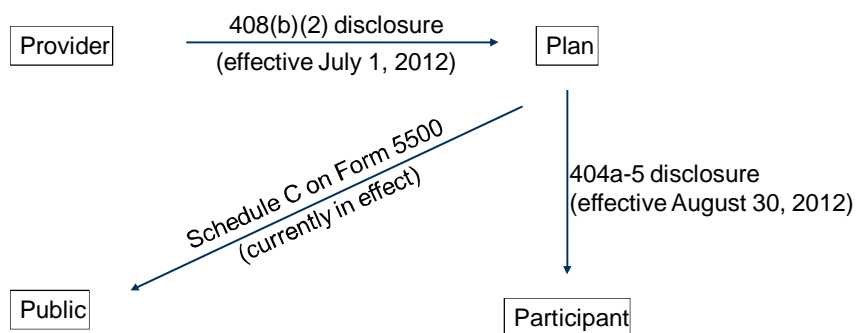 Provider
408(b)(2) disclosure
(effective July 1, 2012)
Plan
Schedule C on Form 5500
(currently in effect)
404a-5 disclosure
(effective August 30, 2012)
Public
Participant